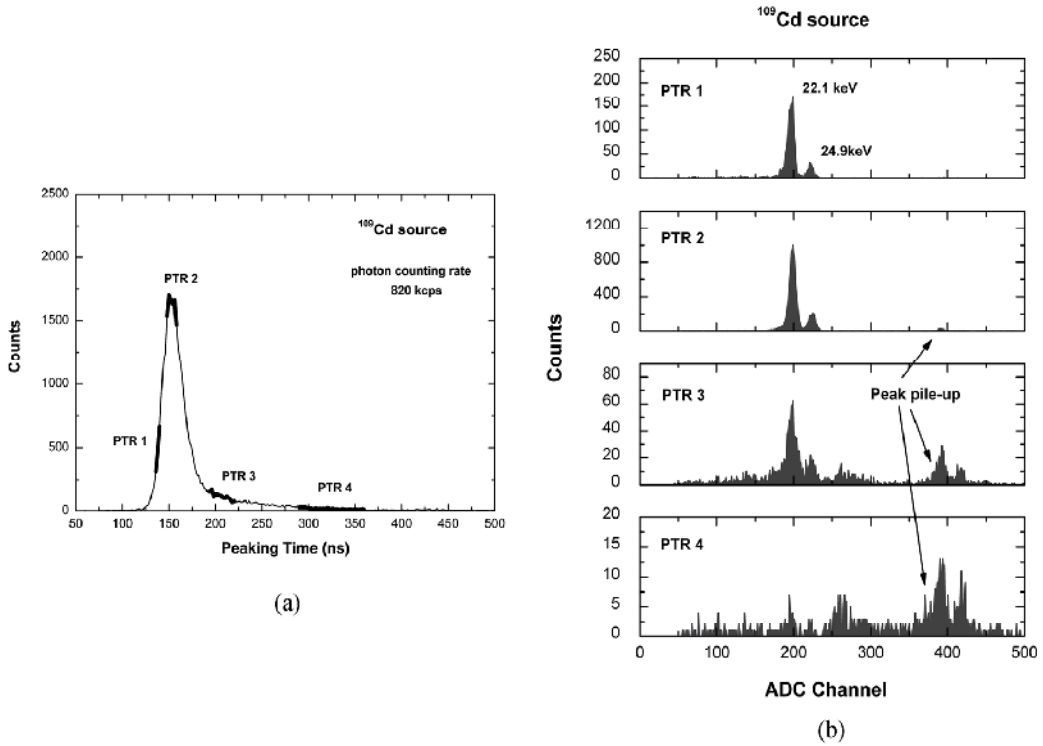 ¹⁰⁹Cd source
2500
2000
1500
1000
500
0
Counts
¹⁰⁹Cd source
photon counting rate
820 kcps
PTR 2
PTR 1
PTR 3
PTR 4
50 100 150 200 250 300 350 400 450 500
Peaking Time (ns)
(a)
250
200
150
100
50
0
PTR 1
22.1 keV
24.9keV
1200
800
400
0
PTR 2
Counts
80
60
40
20
0
PTR 3
Peak pile-up
20
15
10
5
0
PTR 4
0 100 200 300 400 500
ADC Channel
(b)